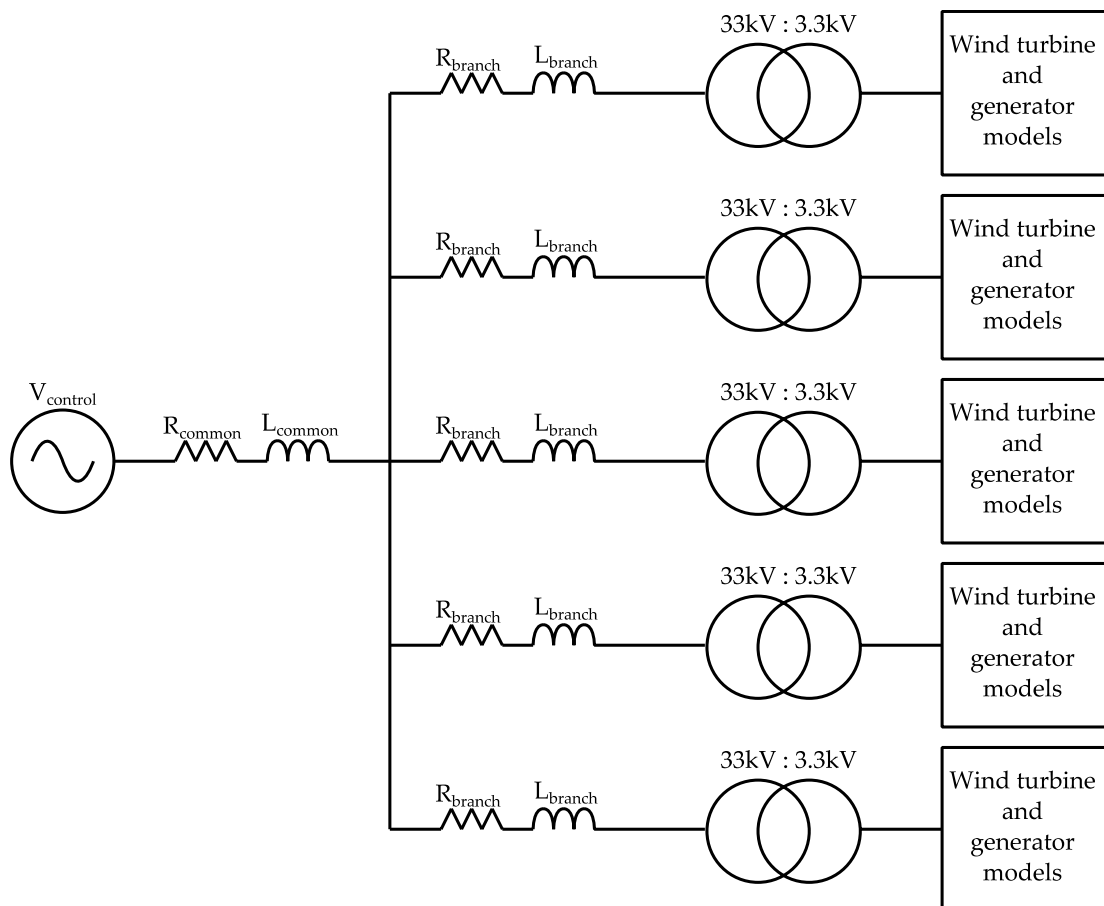 33kV : 3.3kV
R_branch L_branch
Wind turbine
and
generator
models
33kV : 3.3kV
R_branch L_branch
Wind turbine
and
generator
models
V_control
R_common L_common
33kV : 3.3kV
R_branch L_branch
Wind turbine
and
generator
models
33kV : 3.3kV
R_branch L_branch
Wind turbine
and
generator
models
33kV : 3.3kV
R_branch L_branch
Wind turbine
and
generator
models